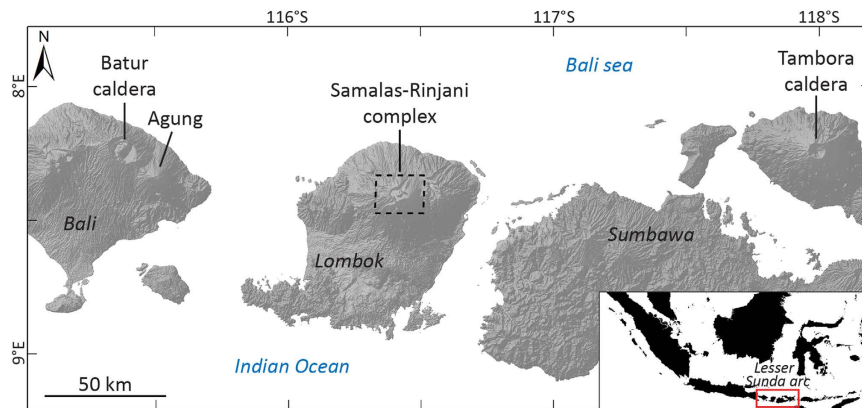 116°S
117°S
118°S
N
8°E
Batur
caldera
Agung
Samalas-Rinjani
complex
Bali sea
Tambora
caldera
Bali
Lombok
Sumbawa
9°E
Indian Ocean
50 km
Lesser
Sunda arc